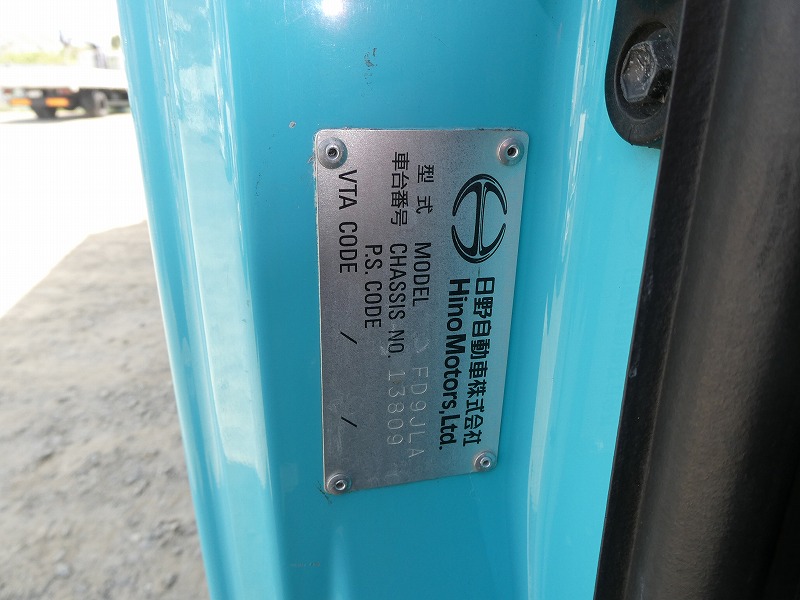 日野自動車株式会社
Hino Motors, Ltd.
型式 MODEL FD9JLA
車台番号 CHASSIS NO. 13809
P.S. CODE
VTA CODE / /